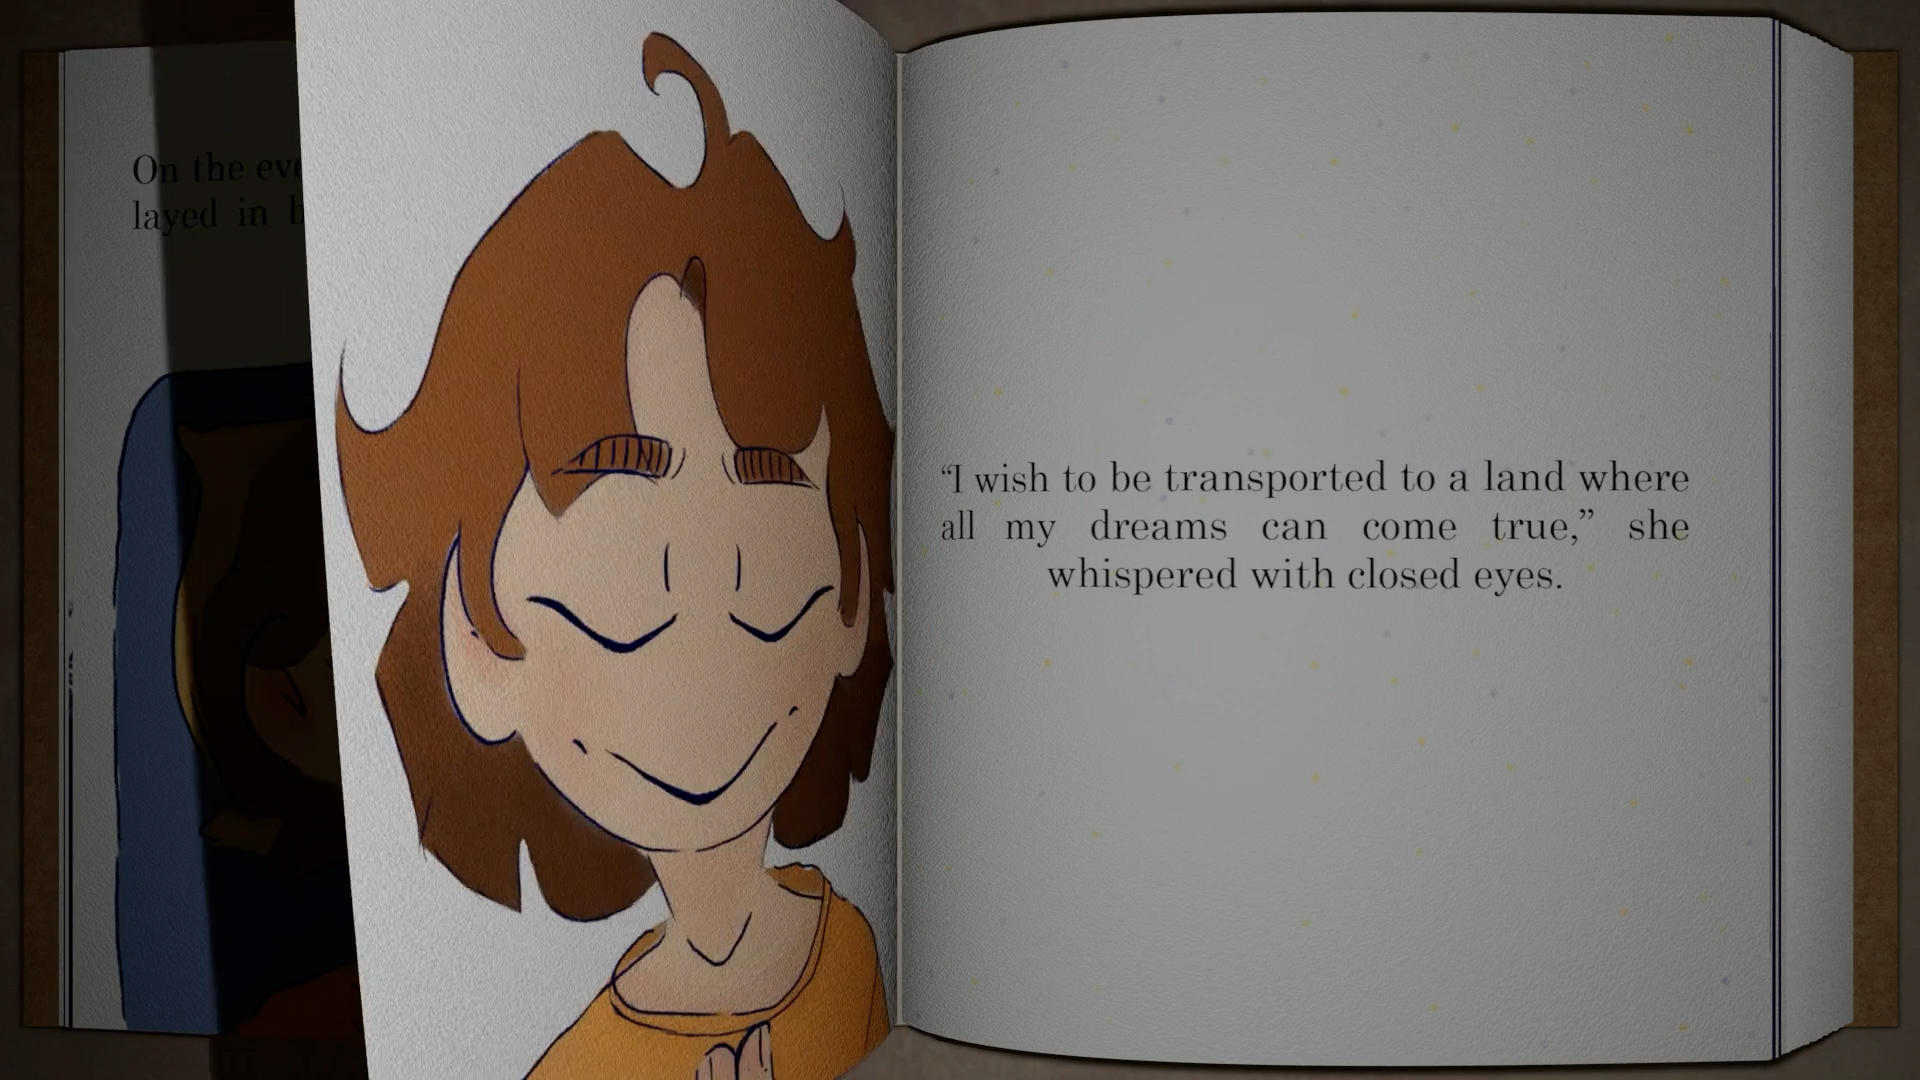 On the eve
layed in b
“I wish to be transported to a land where
all my dreams can come true,” she
whispered with closed eyes.